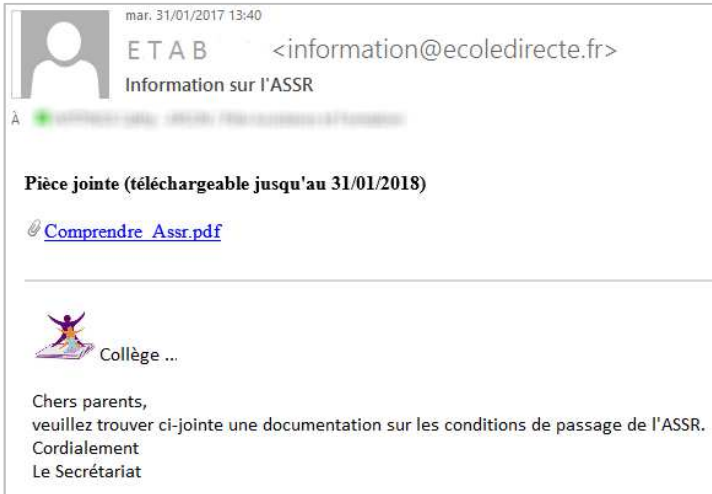 mar. 31/01/2017 13:40
E T A B <information@ecoledirecte.fr>
Information sur l'ASSR
À
Pièce jointe (téléchargeable jusqu'au 31/01/2018)
Comprendre_Assr.pdf
Collège ...
Chers parents,
veuillez trouver ci-jointe une documentation sur les conditions de passage de l'ASSR.
Cordialement
Le Secrétariat